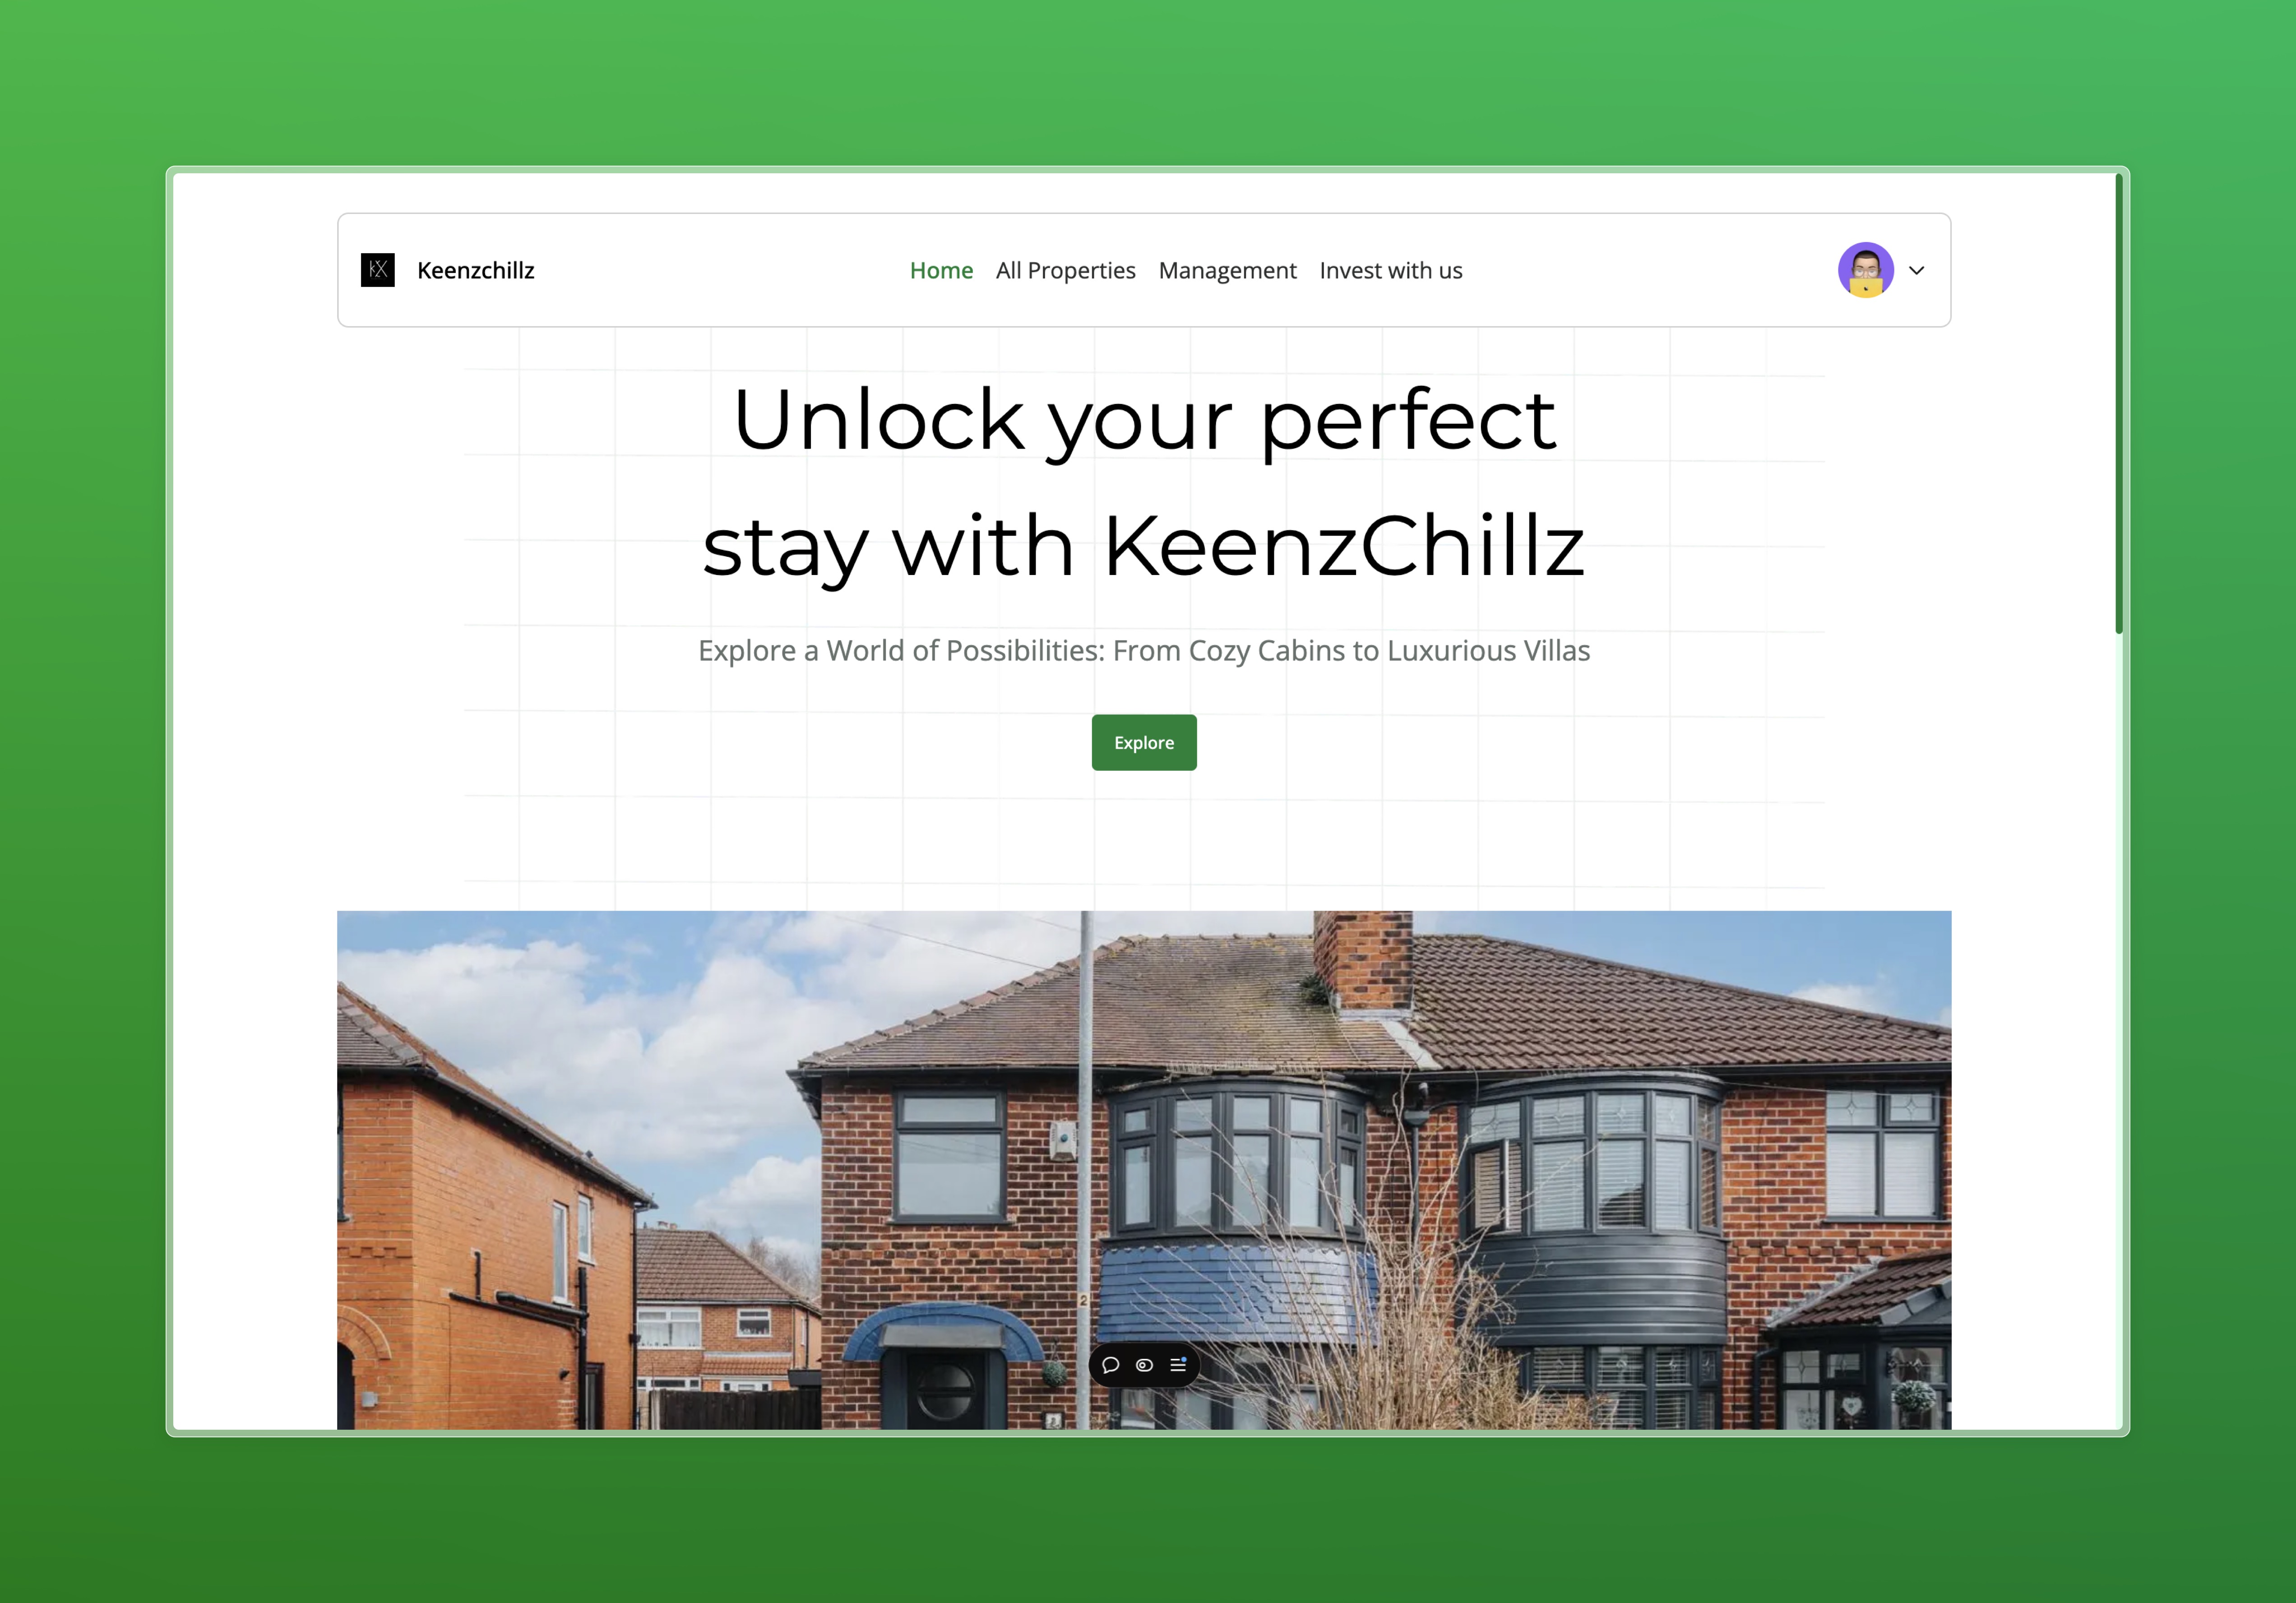 KX
Keenzchillz
Home
All Properties
Management
Invest with us
Unlock your perfect
stay with KeenzChillz
Explore a World of Possibilities: From Cozy Cabins to Luxurious Villas
Explore
2